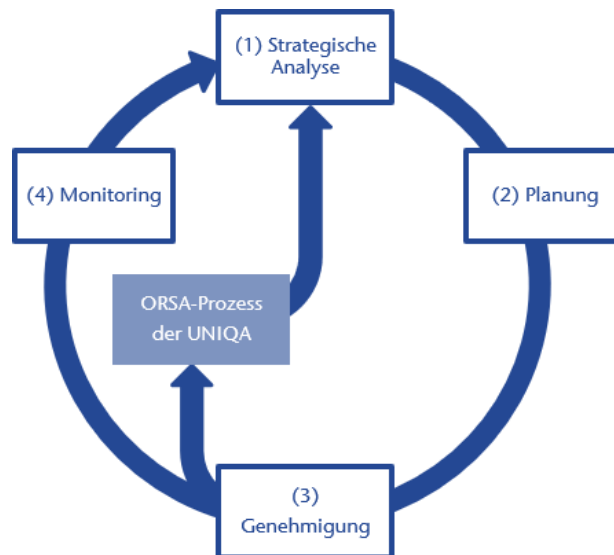 (1) Strategische
Analyse
(2) Planung
(3)
Genehmigung
(4) Monitoring
ORSA-Prozess
der UNIQA